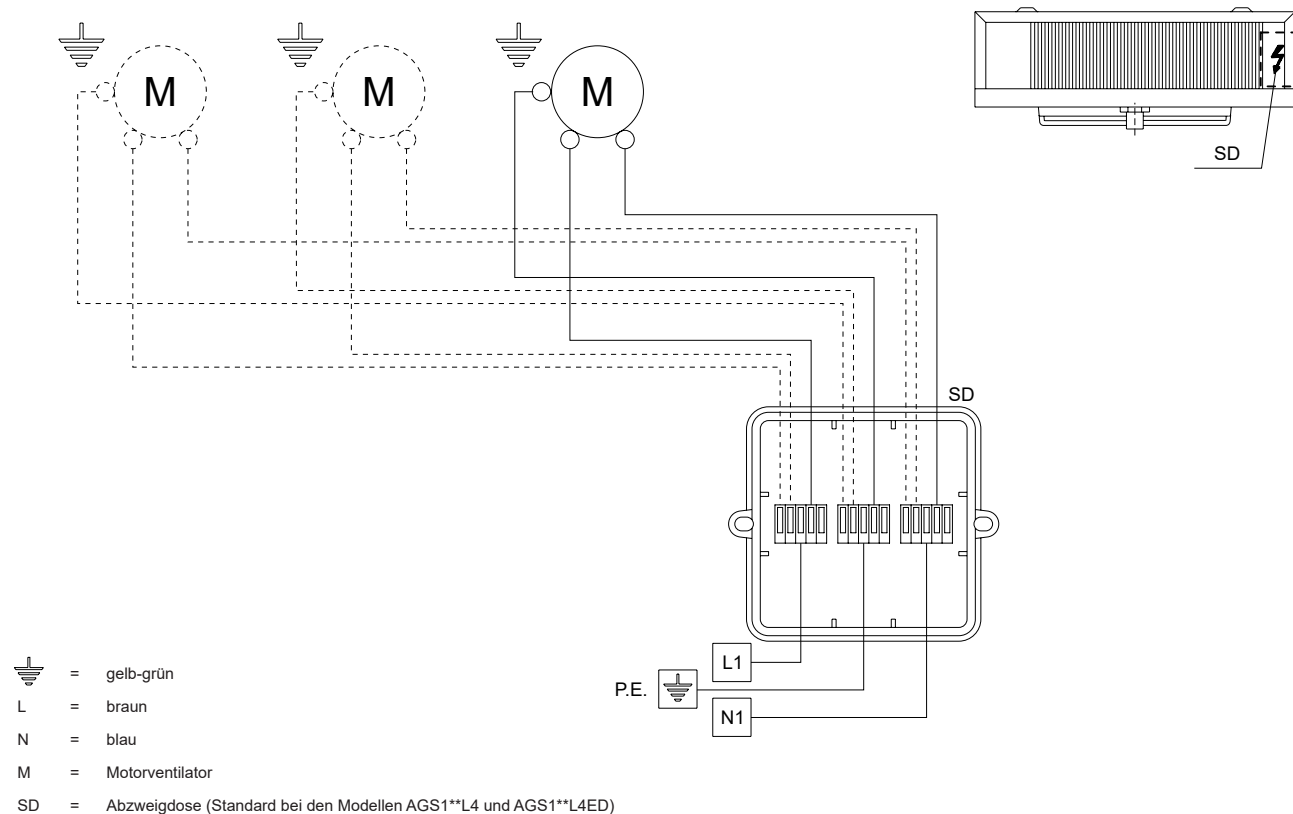 M
M
M
SD
SD
L1
P.E.
N1
= gelb-grün
L = braun
N = blau
M = Motorventilator
SD = Abzweigdose (Standard bei den Modellen AGS1**L4 und AGS1**L4ED)